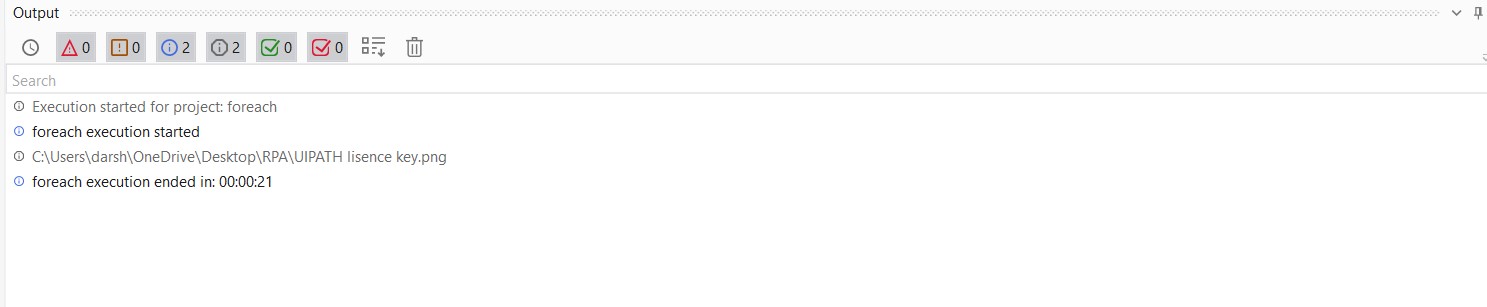 Output
0 0 2 2 0 0
Search
Execution started for project: foreach
foreach execution started
C:\Users\darsh\OneDrive\Desktop\RPA\UIPATH lisence key.png
foreach execution ended in: 00:00:21